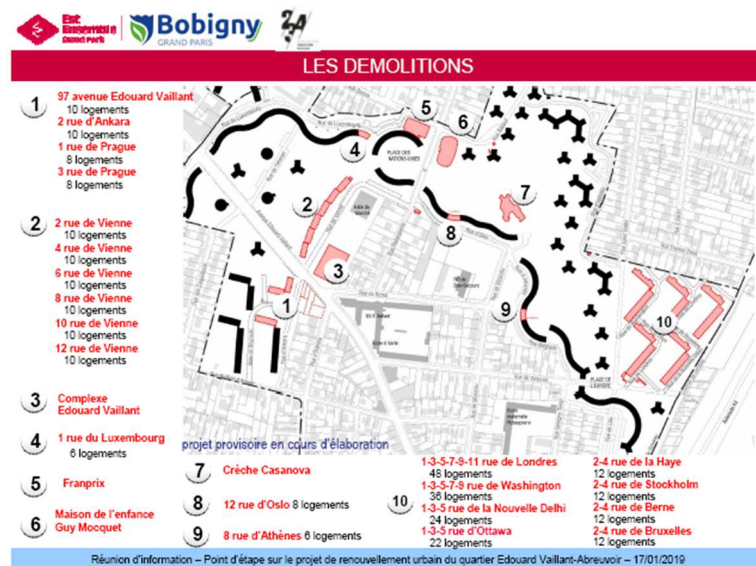 Est
Ensemble
Grand Paris
Bobigny
GRAND PARIS
LES DEMOLITIONS
1
97 avenue Edouard Vaillant
10 logements
2 rue d'Ankara
10 logements
1 rue de Prague
8 logements
3 rue de Prague
8 logements
2
2 rue de Vienne
10 logements
4 rue de Vienne
10 logements
6 rue de Vienne
10 logements
8 rue de Vienne
10 logements
10 rue de Vienne
10 logements
12 rue de Vienne
10 logements
3
Complexe
Edouard Vaillant
4
1 rue du Luxembourg
6 logements
5
Franprix
6
Maison de l'enfance
Guy Mocquet
5
6
4
PLACE DES
NATIONS-UNIES
7
2
8
3
1
9
10
PLACE DE
L'EUROPE
projet provisoire en cours d'élaboration
7
Crèche Casanova
8
12 rue d'Oslo 8 logements
9
8 rue d'Athènes 6 logements
10
1-3-5-7-9-11 rue de Londres
48 logements
1-3-5-7-9 rue de Washington
36 logements
1-3-5 rue de la Nouvelle Delhi
24 logements
1-3-5 rue d'Ottawa
22 logements
2-4 rue de la Haye
12 logements
2-4 rue de Stockholm
12 logements
2-4 rue de Berne
12 logements
2-4 rue de Bruxelles
12 logements
Réunion d'information – Point d'étape sur le projet de renouvellement urbain du quartier Edouard Vaillant-Abreuvoir – 17/01/2019